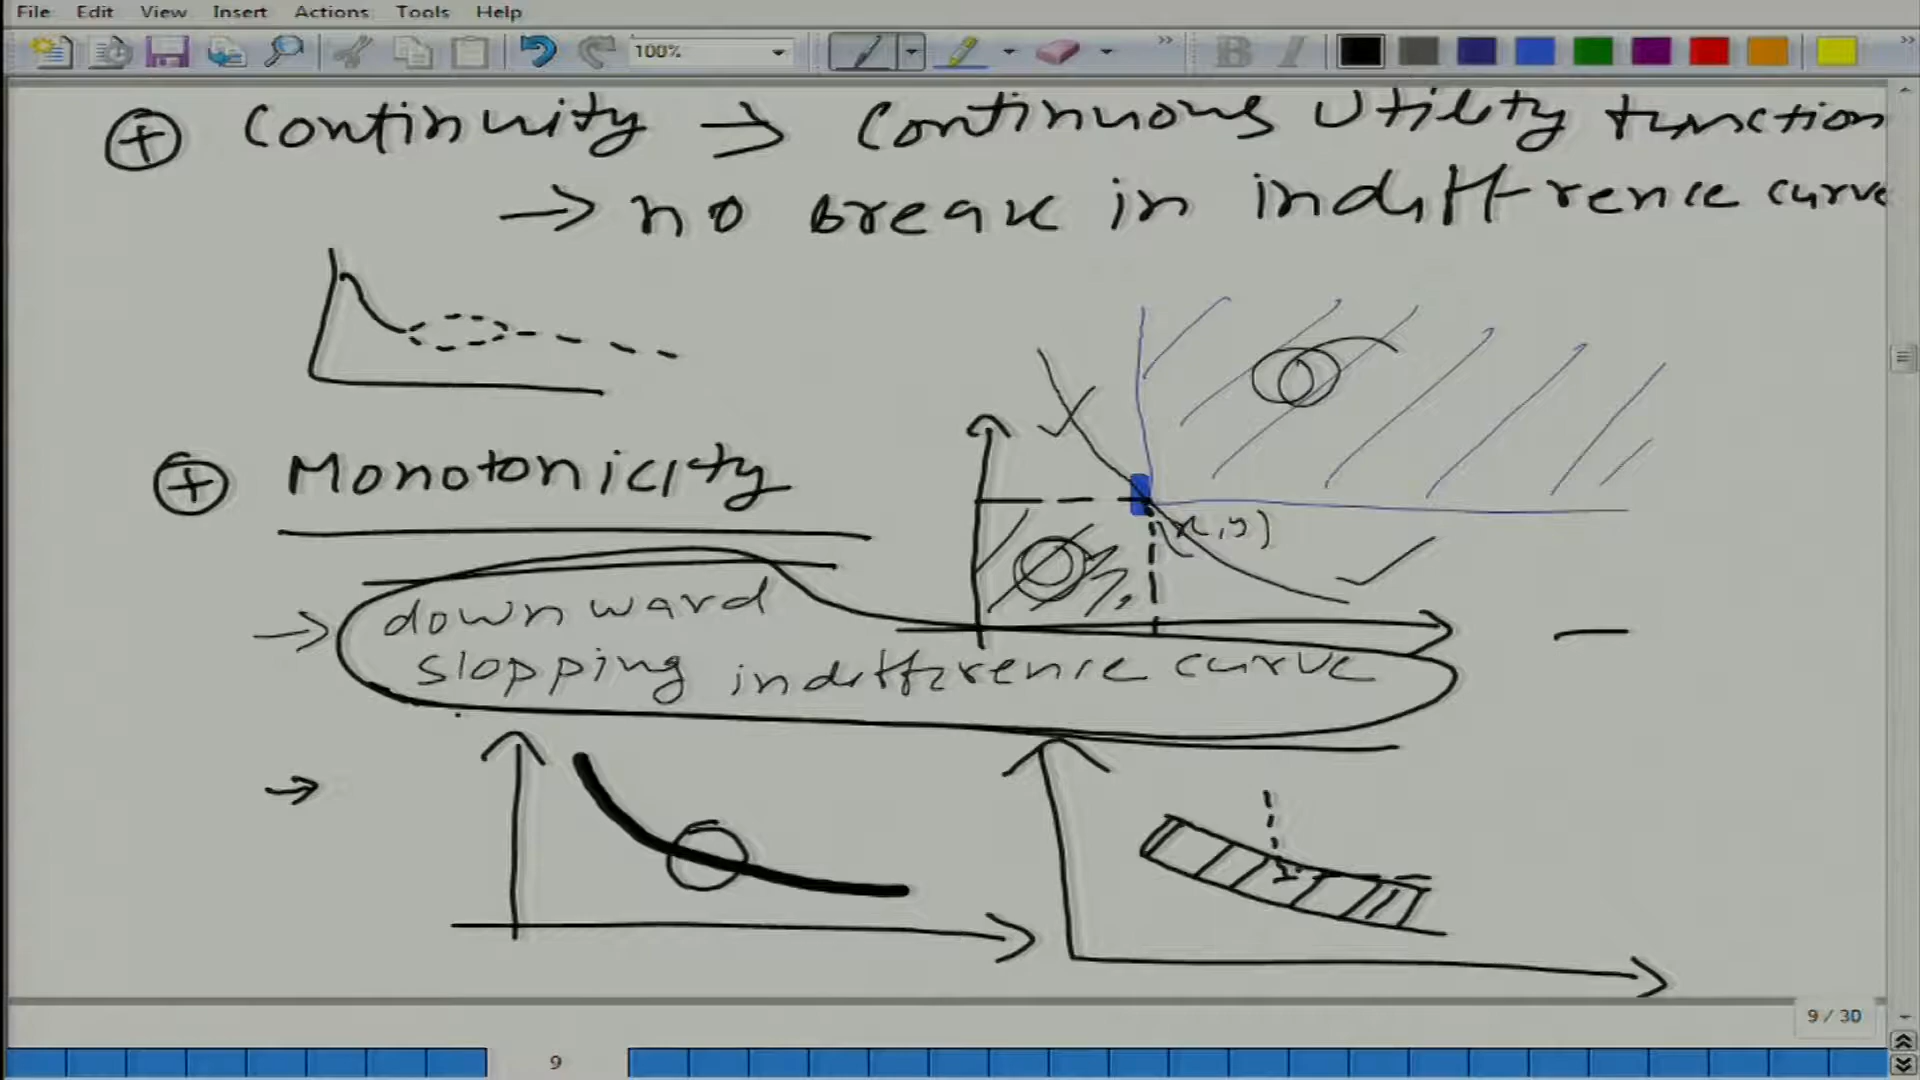 File Edit View Insert Actions Tools Help
100%
B I
+ Continuity → Continuous Utility function
→ no break in indifference curve
+ Monotonicity
(x, y)
→ downward
slopping indifference curve
→
9 / 30
9